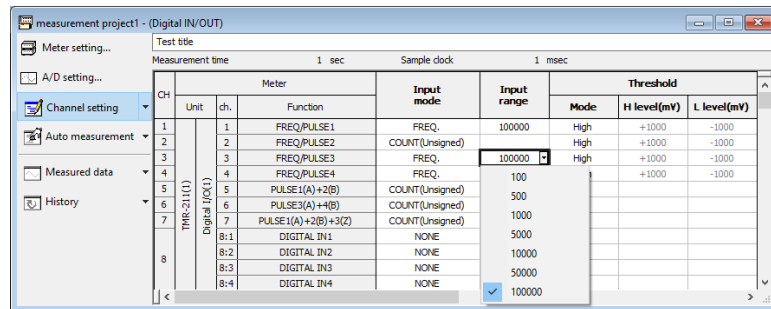 measurement project1 - (Digital IN/OUT)
Meter setting...
A/D setting...
Channel setting
Auto measurement
Measured data
History
Test title
Measurement time 1 sec Sample clock 1 msec
CH Meter Input mode Input range Threshold
Unit ch. Function Mode H level(mV) L level(mV)
TMR-211(1)
Digital I/O(1)
1 1 FREQ/PULSE1 FREQ. 100000 High +1000 -1000
2 2 FREQ/PULSE2 COUNT(Unsigned) High +1000 -1000
3 3 FREQ/PULSE3 FREQ. 100000 High +1000 -1000
4 4 FREQ/PULSE4 FREQ. +1000 -1000
5 5 PULSE1(A)+2(B) COUNT(Unsigned)
6 6 PULSE3(A)+4(B) COUNT(Unsigned)
7 7 PULSE1(A)+2(B)+3(Z) COUNT(Unsigned)
8 8:1 DIGITAL IN1 NONE
8:2 DIGITAL IN2 NONE
8:3 DIGITAL IN3 NONE
8:4 DIGITAL IN4 NONE
100
500
1000
5000
10000
50000
100000